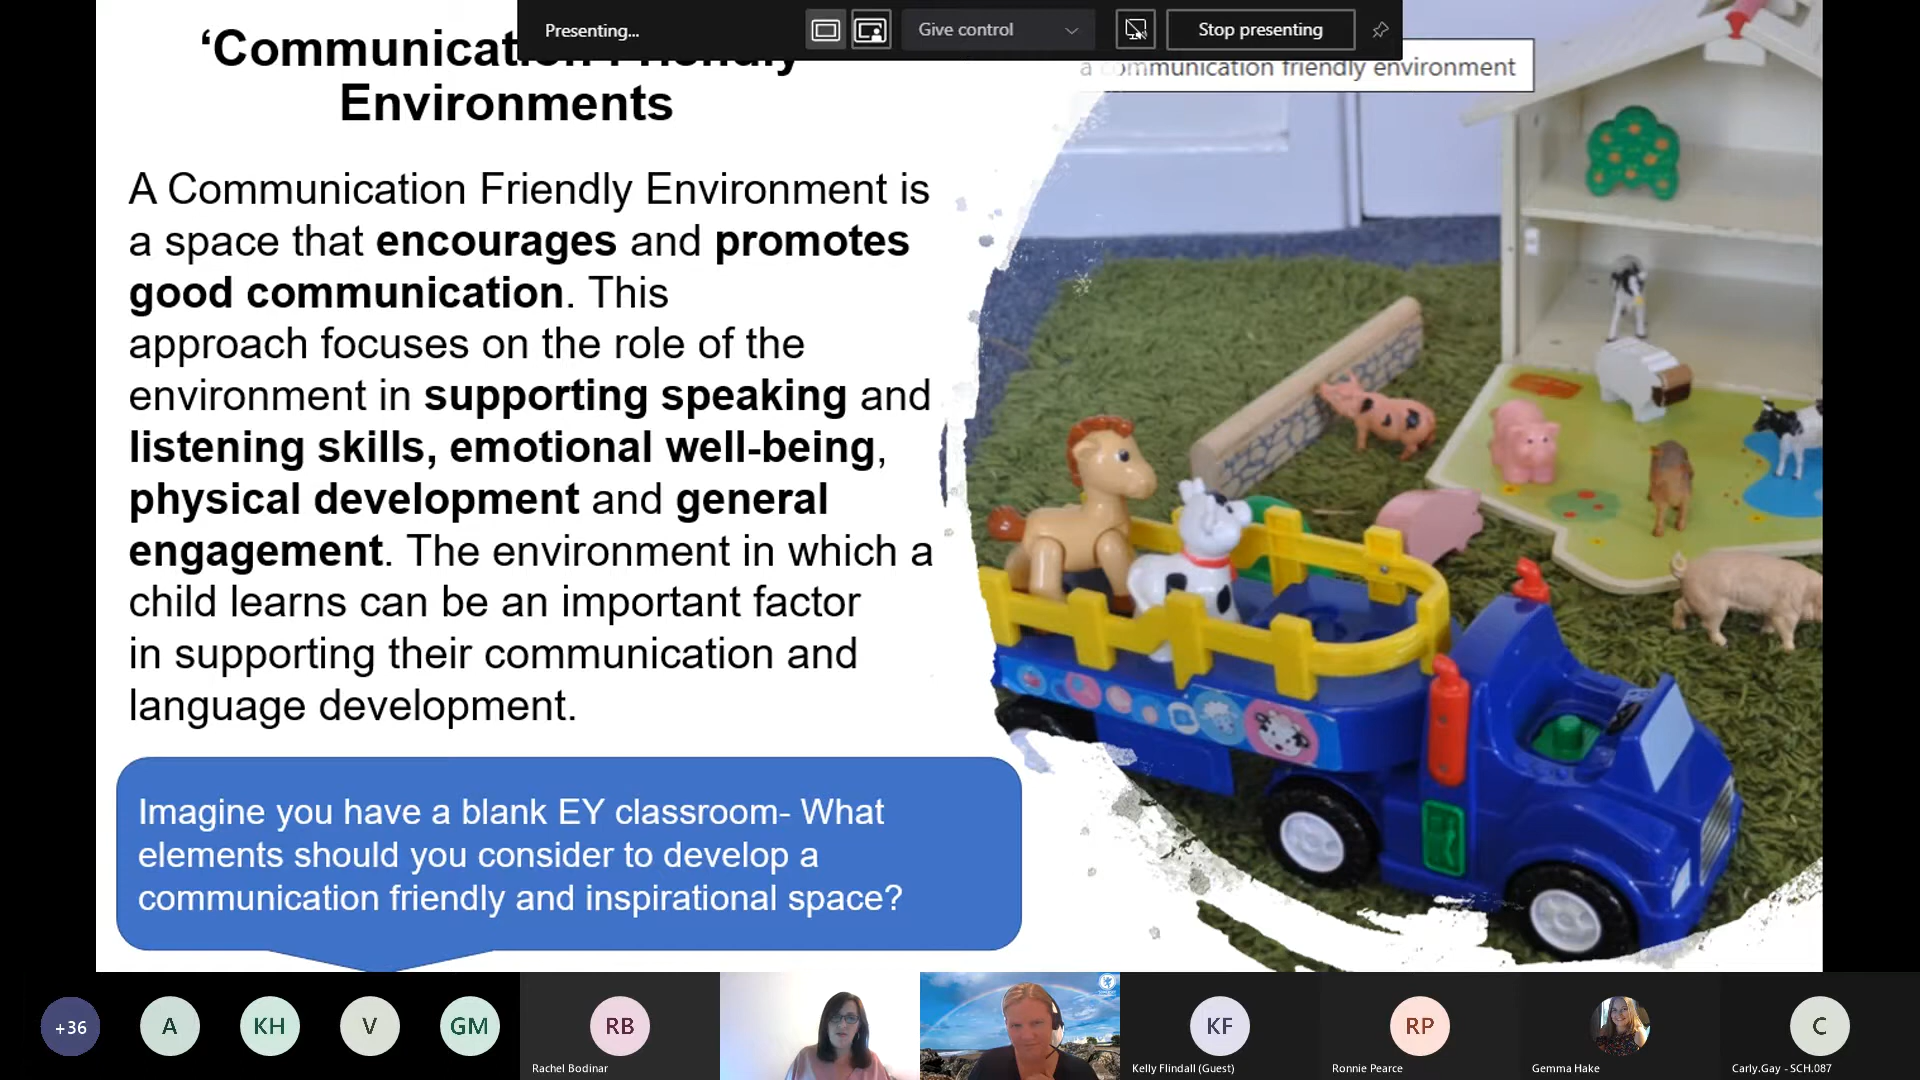 Presenting...
Give control
Stop presenting
‘Communication Friendly
Environments
a communication friendly environment
A Communication Friendly Environment is
a space that encourages and promotes
good communication. This
approach focuses on the role of the
environment in supporting speaking and
listening skills, emotional well-being,
physical development and general
engagement. The environment in which a
child learns can be an important factor
in supporting their communication and
language development.
Imagine you have a blank EY classroom- What
elements should you consider to develop a
communication friendly and inspirational space?
+36
A
KH
V
GM
RB
Rachel Bodinar
KF
Kelly Flindall (Guest)
RP
Ronnie Pearce
Gemma Hake
C
Carly.Gay - SCH.087